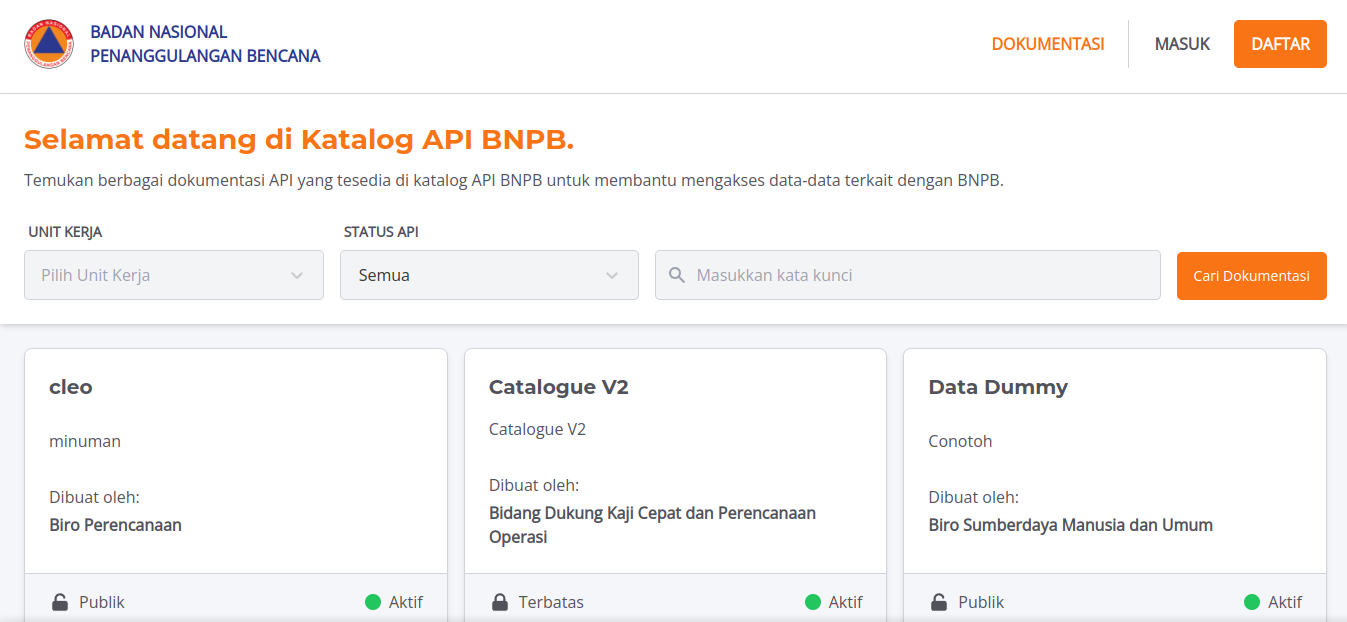 BADAN NASIONAL
PENANGGULANGAN BENCANA
DOKUMENTASI
MASUK
DAFTAR
Selamat datang di Katalog API BNPB.
Temukan berbagai dokumentasi API yang tesedia di katalog API BNPB untuk membantu mengakses data-data terkait dengan BNPB.
UNIT KERJA
STATUS API
Pilih Unit Kerja
Semua
Masukkan kata kunci
Cari Dokumentasi
cleo
minuman
Dibuat oleh:
Biro Perencanaan
Publik
Aktif
Catalogue V2
Catalogue V2
Dibuat oleh:
Bidang Dukung Kaji Cepat dan Perencanaan
Operasi
Terbatas
Aktif
Data Dummy
Conotoh
Dibuat oleh:
Biro Sumberdaya Manusia dan Umum
Publik
Aktif